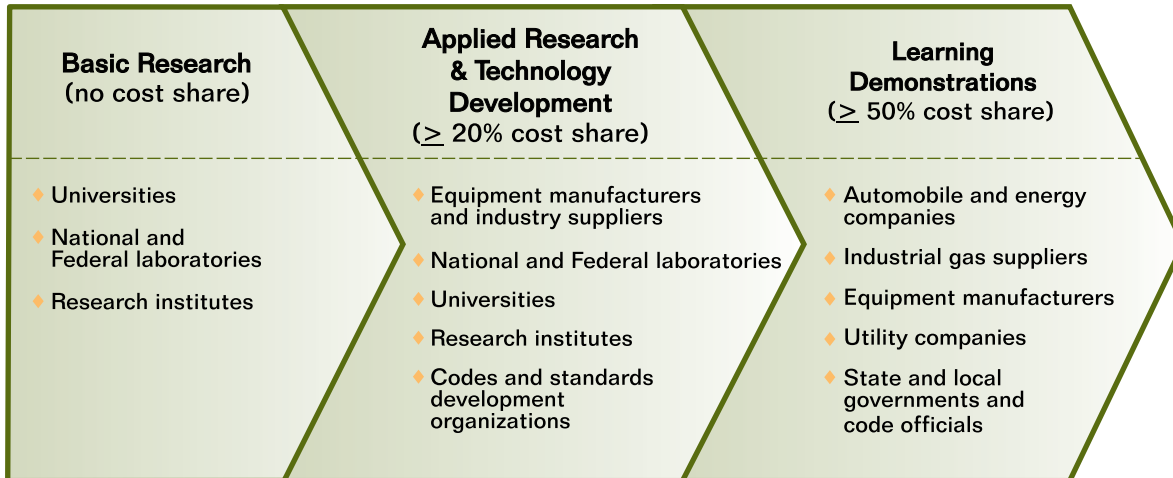 Basic Research
(no cost share)
Universities
National and
Federal laboratories
Research institutes
Applied Research
& Technology
Development
(≥ 20% cost share)
Equipment manufacturers
and industry suppliers
National and Federal laboratories
Universities
Research institutes
Codes and standards
development
organizations
Learning
Demonstrations
(≥ 50% cost share)
Automobile and energy
companies
Industrial gas suppliers
Equipment manufacturers
Utility companies
State and local
governments and
code officials